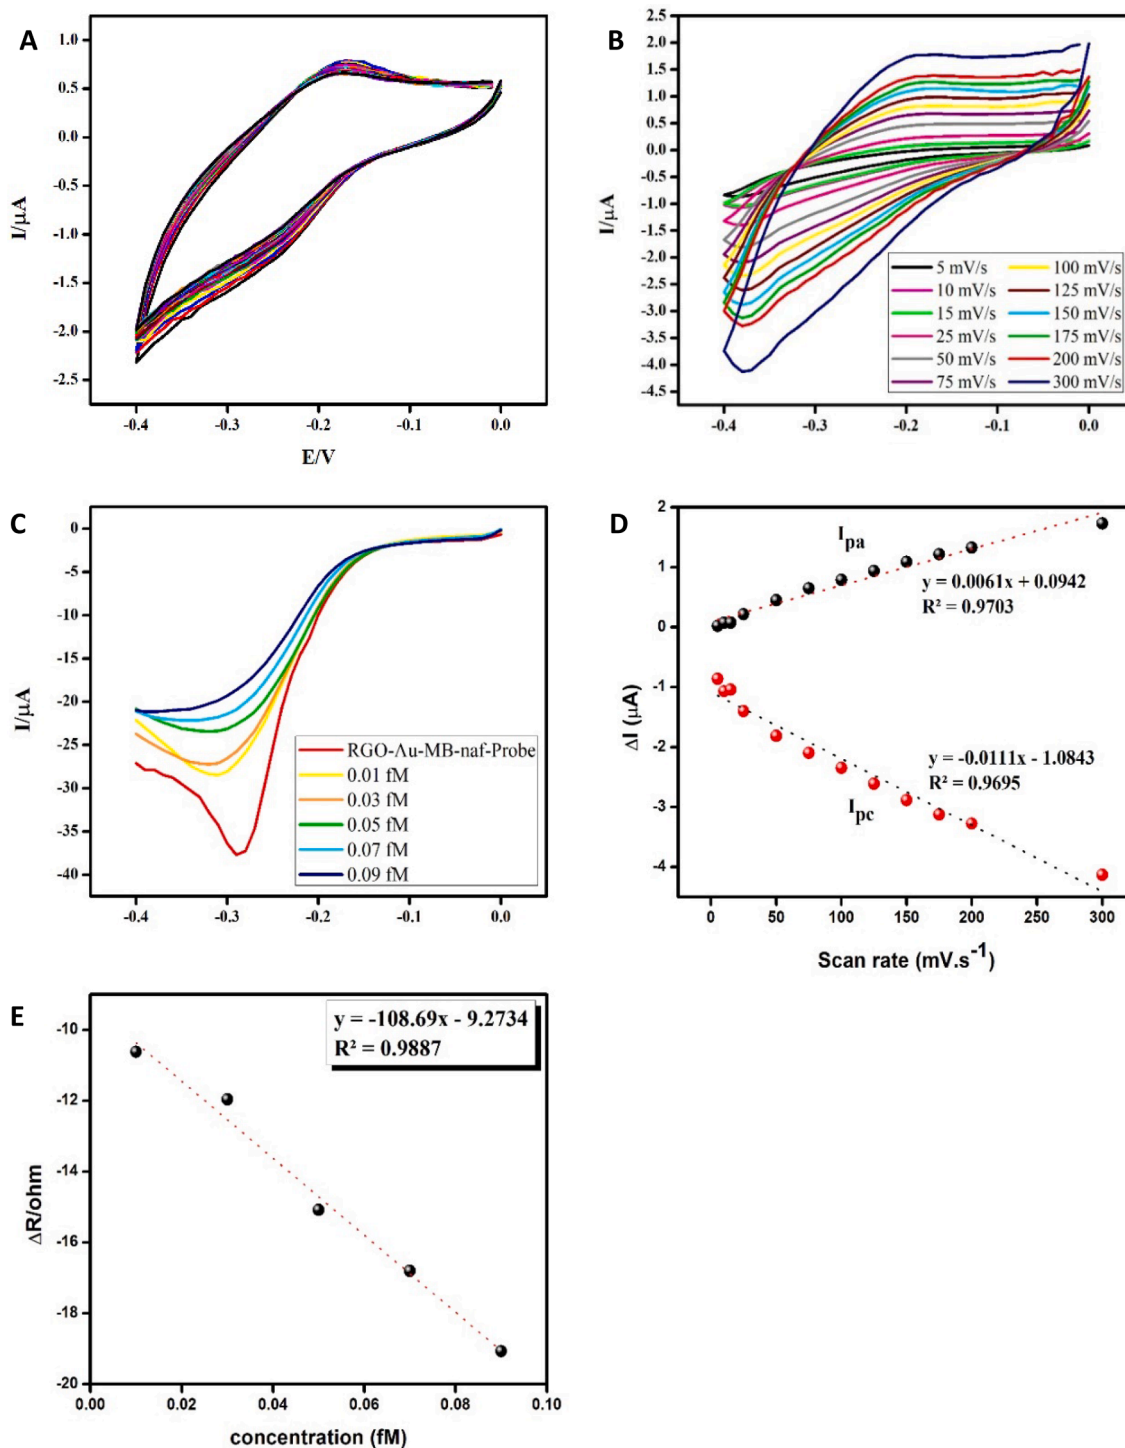 A
1.0
0.5
0.0
-0.5
-1.0
-1.5
-2.0
-2.5
I/μA
-0.4
-0.3
-0.2
-0.1
0.0
E/V
B
2.5
2.0
1.5
1.0
0.5
0.0
-0.5
-1.0
-1.5
-2.0
-2.5
-3.0
-3.5
-4.0
-4.5
I/μA
5 mV/s
10 mV/s
15 mV/s
25 mV/s
50 mV/s
75 mV/s
100 mV/s
125 mV/s
150 mV/s
175 mV/s
200 mV/s
300 mV/s
-0.4
-0.3
-0.2
-0.1
0.0
C
0
-5
-10
-15
-20
-25
-30
-35
-40
I/μA
RGO-Au-MB-naf-Probe
0.01 fM
0.03 fM
0.05 fM
0.07 fM
0.09 fM
-0.4
-0.3
-0.2
-0.1
0.0
D
2
1
0
-1
-2
-3
-4
ΔI (μA)
Ipa
y = 0.0061x + 0.0942
R² = 0.9703
y = -0.0111x - 1.0843
R² = 0.9695
Ipc
0
50
100
150
200
250
300
Scan rate (mV.s-1)
E
-10
-12
-14
-16
-18
-20
ΔR/ohm
y = -108.69x - 9.2734
R² = 0.9887
0.00
0.02
0.04
0.06
0.08
0.10
concentration (fM)